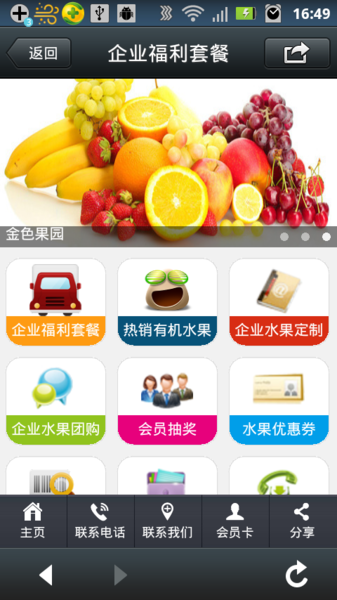 3
16:49
返回
企业福利套餐
金色果园
企业福利套餐
热销有机水果
企业水果定制
企业水果团购
会员抽奖
水果优惠券
主页
联系电话
联系我们
会员卡
分享